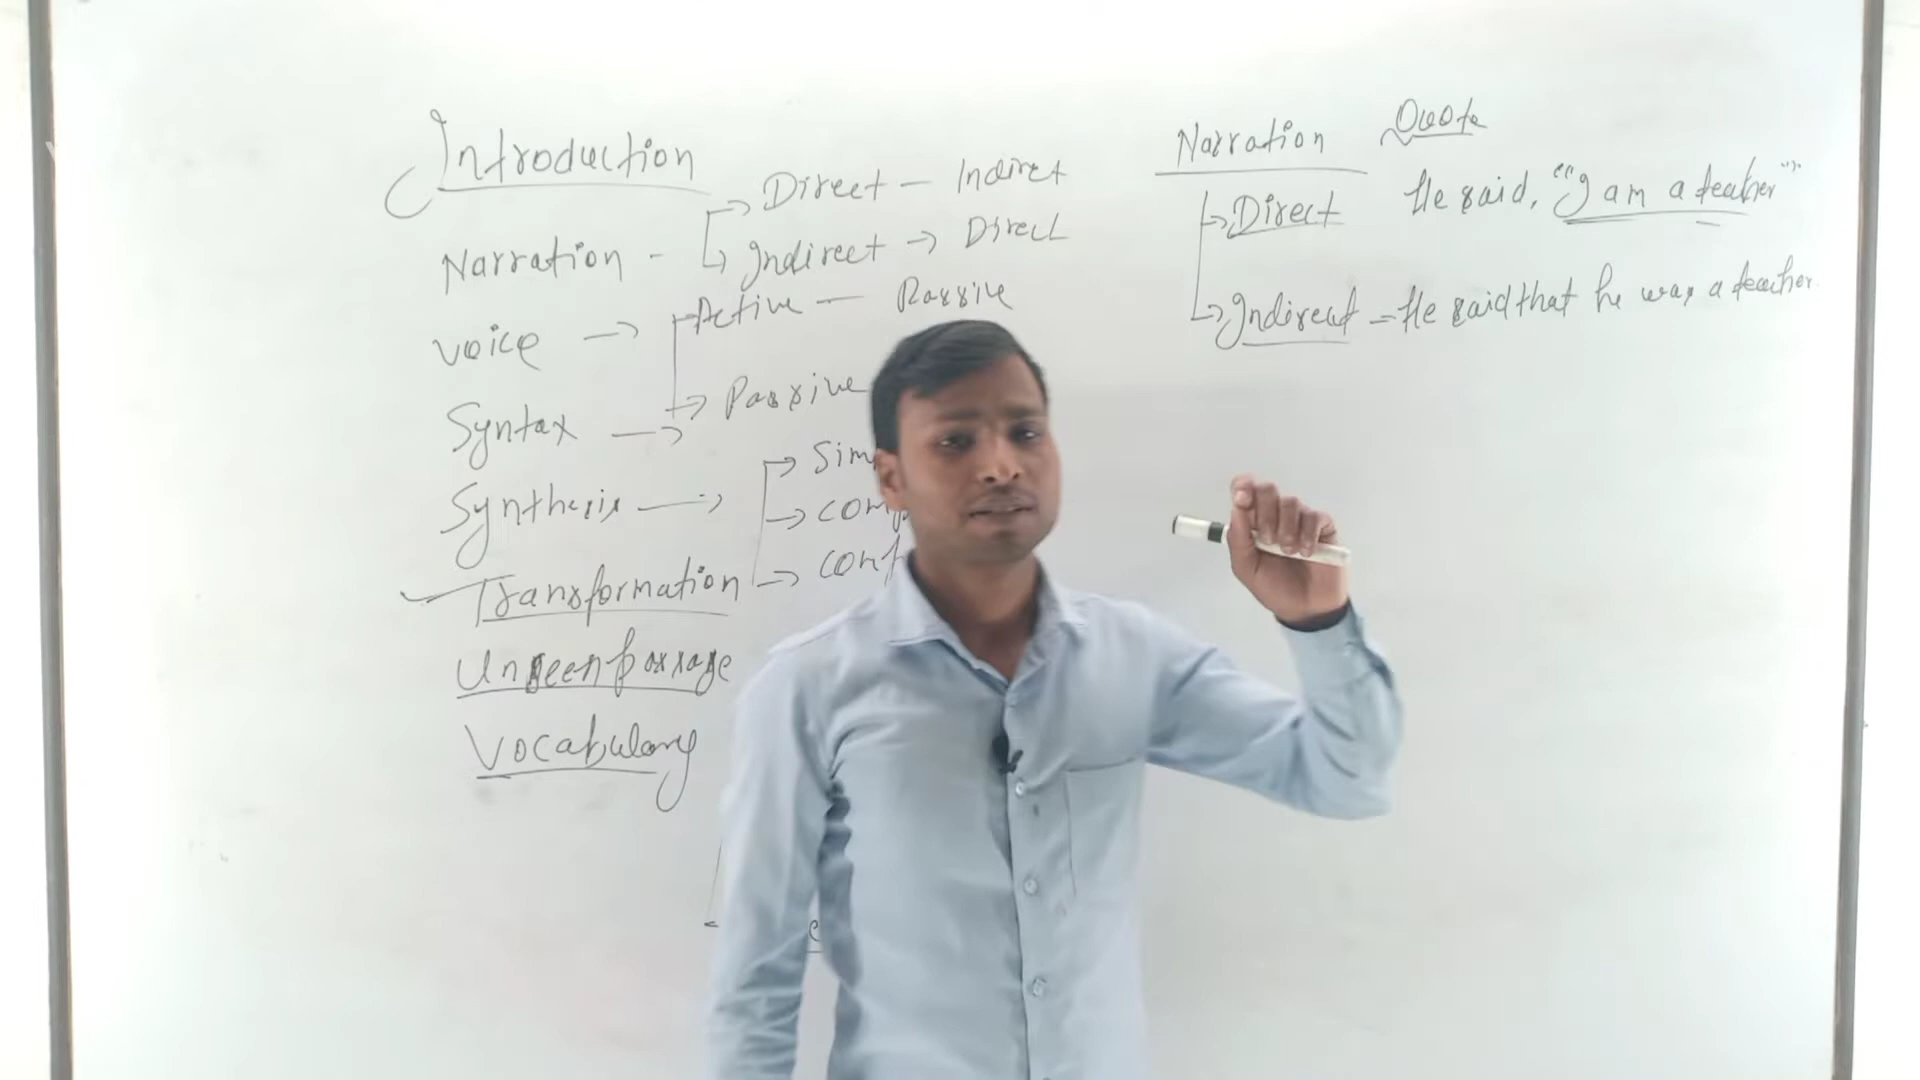 Introduction
Narration - Direct - Indirect
Indirect → Direct
Voice → Active - Passive
Passive
Syntax →
Synthesis →
Transformation
Unseen passage
Vocabulary
Narration Quote
Direct He said, "I am a teacher"
Indirect = He said that he was a teacher.